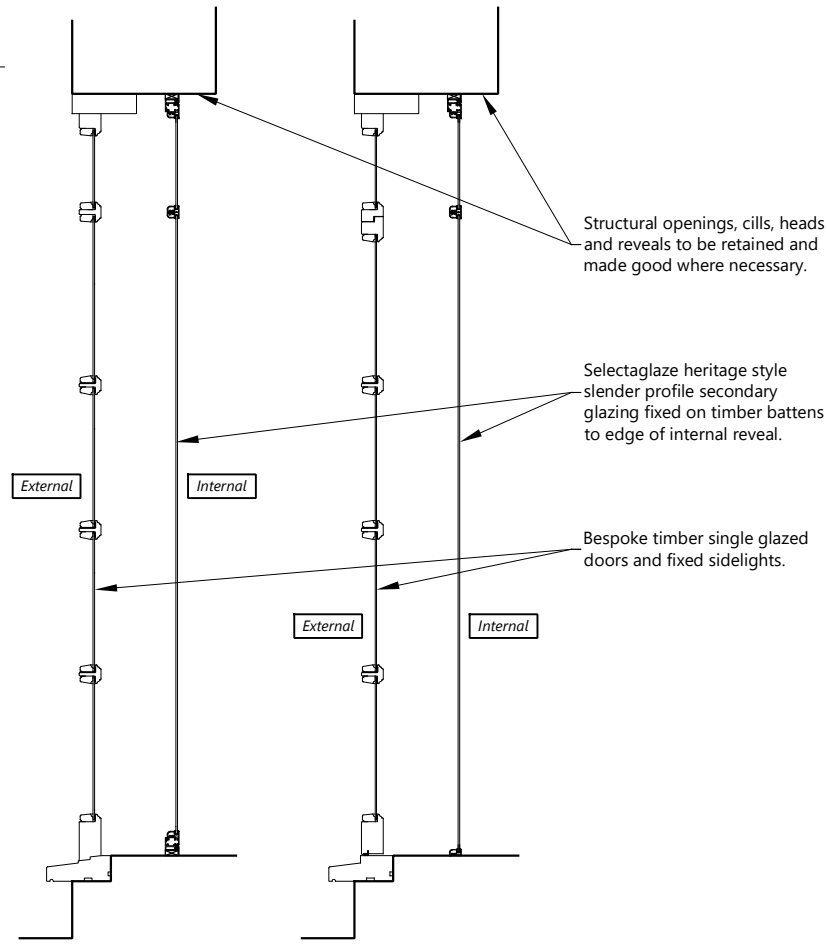 Structural openings, cills, heads
and reveals to be retained and
made good where necessary.
Selectaglaze heritage style
slender profile secondary
glazing fixed on timber battens
to edge of internal reveal.
External
Internal
Bespoke timber single glazed
doors and fixed sidelights.
External
Internal